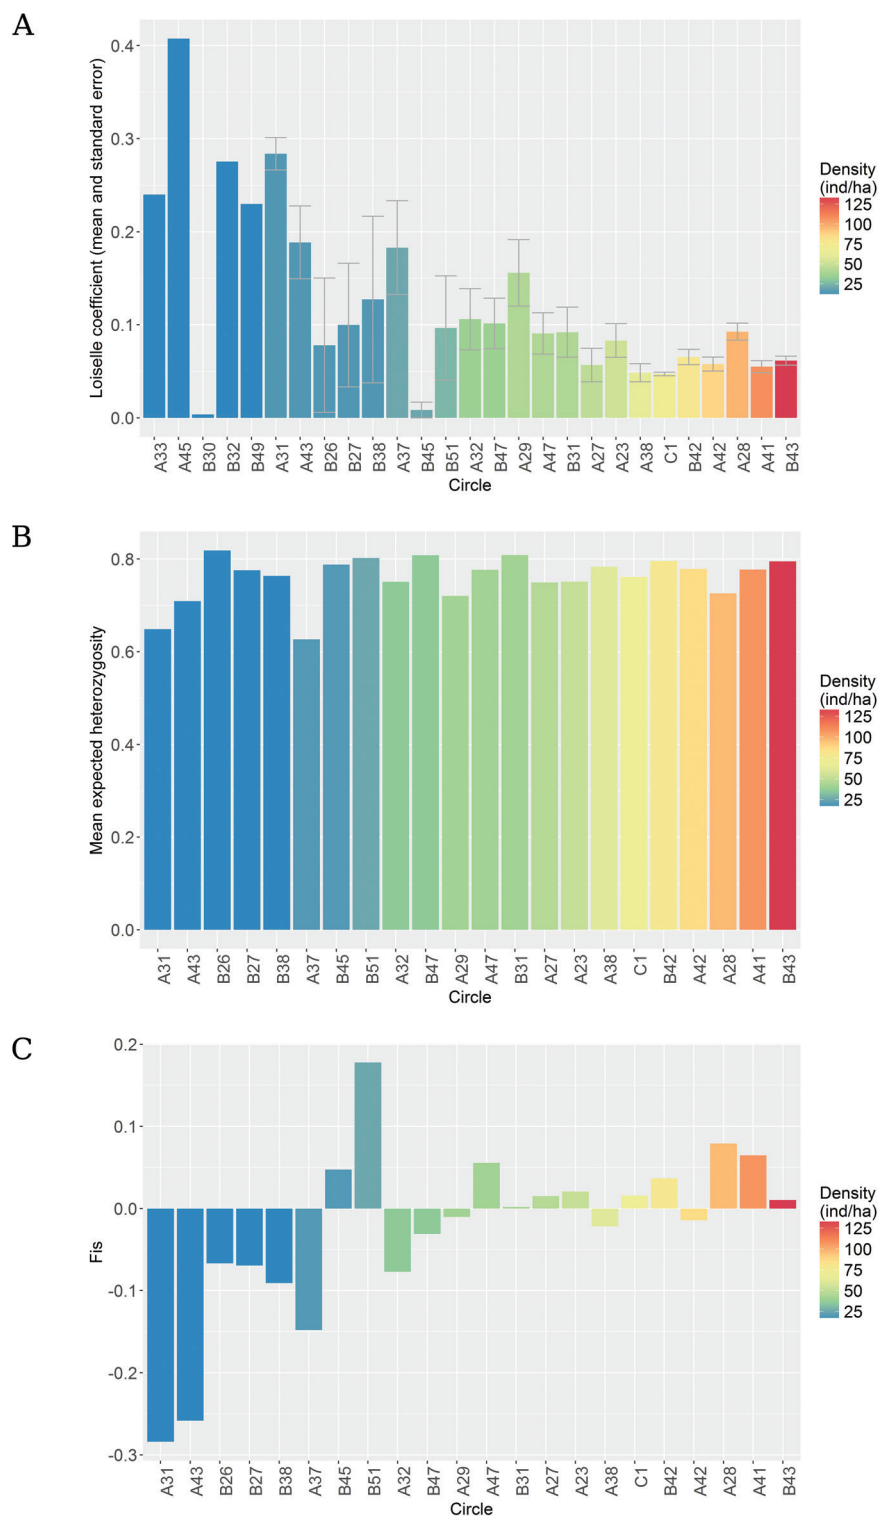 A
Loiselle coefficient (mean and standard error)
0.4
0.3
0.2
0.1
0.0
A33 A45 B30 B32 B49 A31 A43 B26 B27 B38 A37 B45 B51 A32 B47 A29 A47 B31 A27 A23 A38 C1 B42 A42 A28 A41 B43
Circle
Density
(ind/ha)
125
100
75
50
25
B
Mean expected heterozygosity
0.8
0.6
0.4
0.2
0.0
A31 A43 B26 B27 B38 A37 B45 B51 A32 B47 A29 A47 B31 A27 A23 A38 C1 B42 A42 A28 A41 B43
Circle
Density
(ind/ha)
125
100
75
50
25
C
Fis
0.2
0.1
0.0
-0.1
-0.2
-0.3
A31 A43 B26 B27 B38 A37 B45 B51 A32 B47 A29 A47 B31 A27 A23 A38 C1 B42 A42 A28 A41 B43
Circle
Density
(ind/ha)
125
100
75
50
25